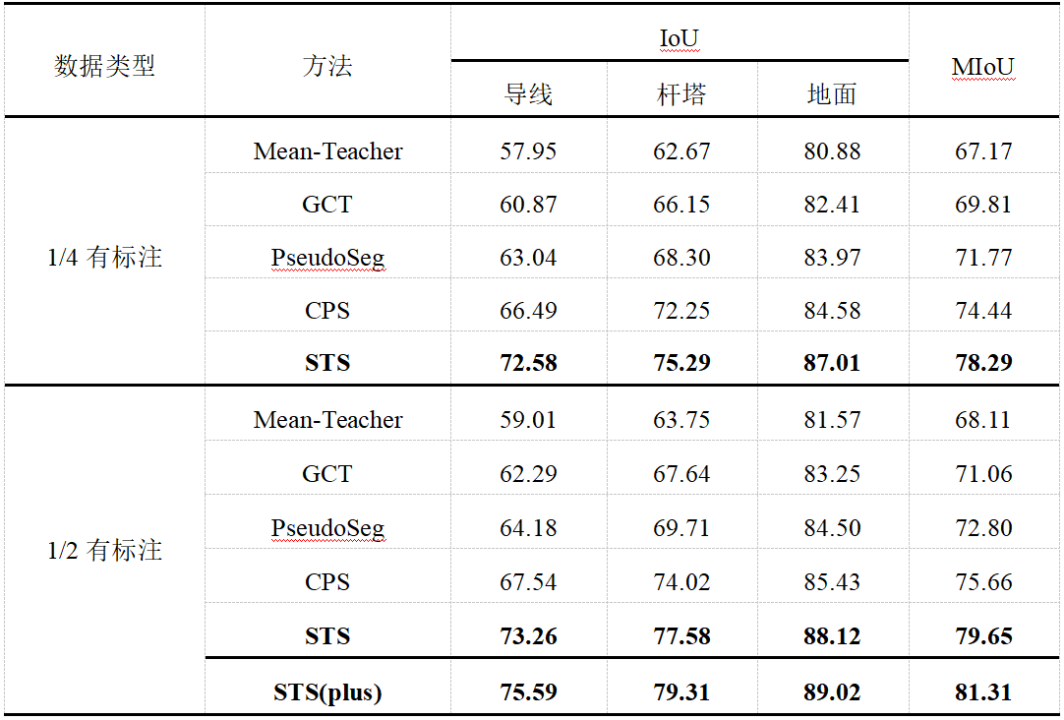 数据类型 方法 IoU MIoU
导线 杆塔 地面
1/4 有标注
Mean-Teacher 57.95 62.67 80.88 67.17
GCT 60.87 66.15 82.41 69.81
PseudoSeg 63.04 68.30 83.97 71.77
CPS 66.49 72.25 84.58 74.44
STS 72.58 75.29 87.01 78.29
1/2 有标注
Mean-Teacher 59.01 63.75 81.57 68.11
GCT 62.29 67.64 83.25 71.06
PseudoSeg 64.18 69.71 84.50 72.80
CPS 67.54 74.02 85.43 75.66
STS 73.26 77.58 88.12 79.65
STS(plus) 75.59 79.31 89.02 81.31